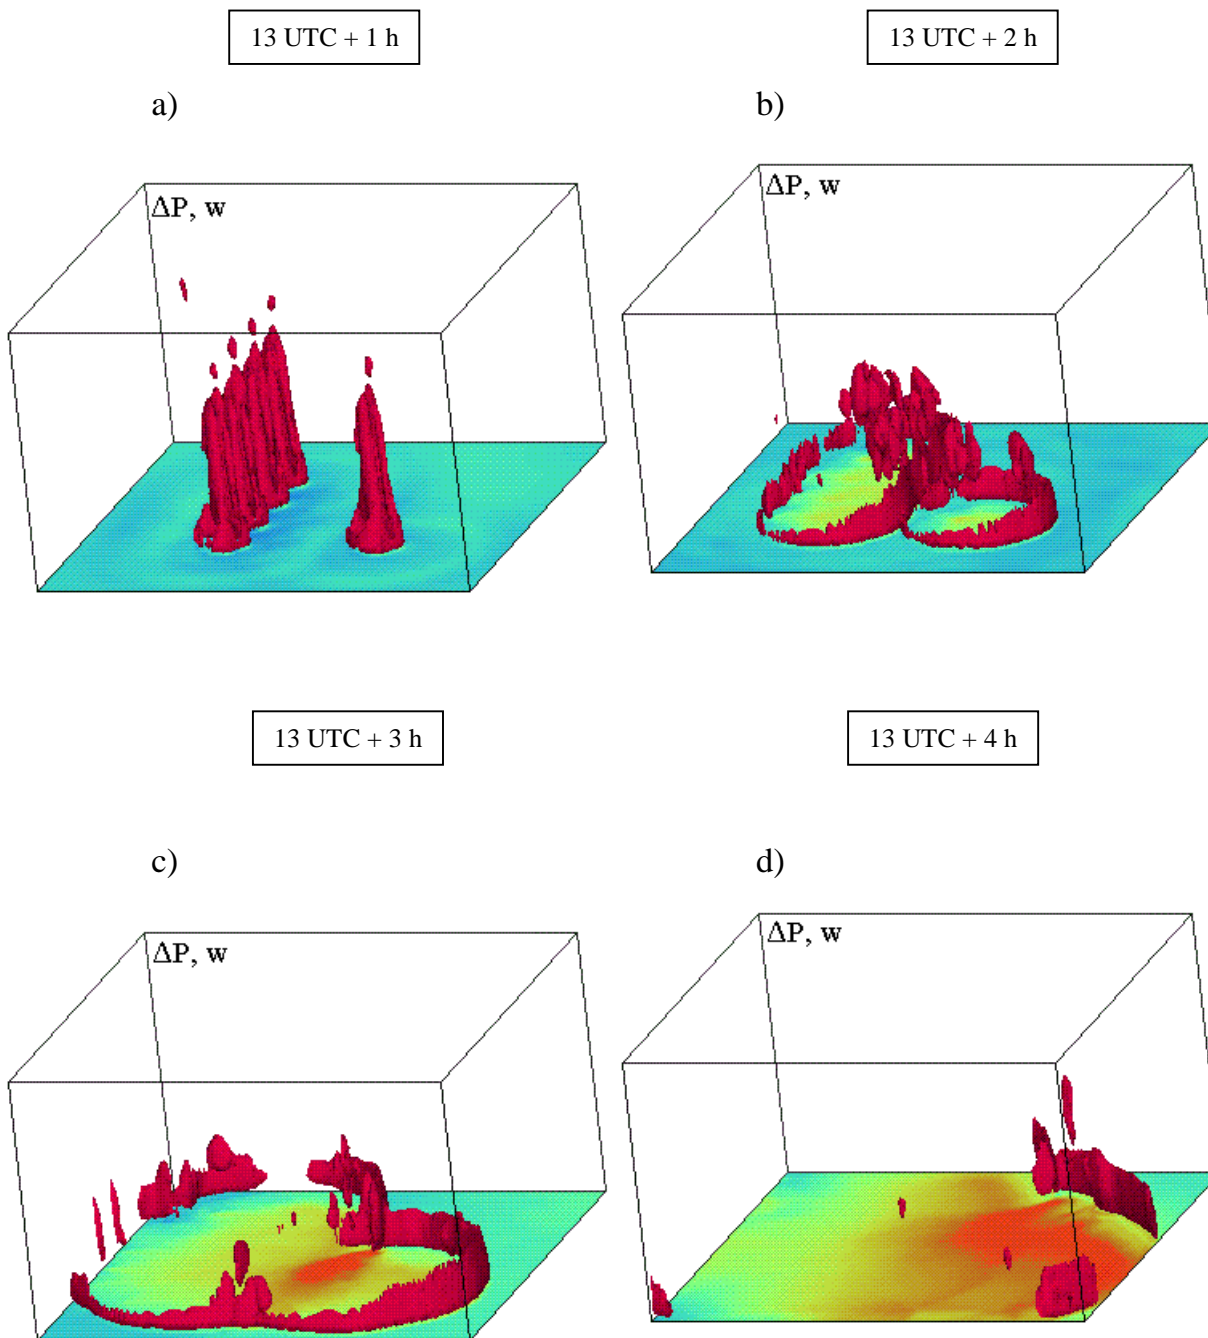 13 UTC + 1 h
13 UTC + 2 h
a)
b)
ΔP, w
ΔP, w
13 UTC + 3 h
13 UTC + 4 h
c)
d)
ΔP, w
ΔP, w